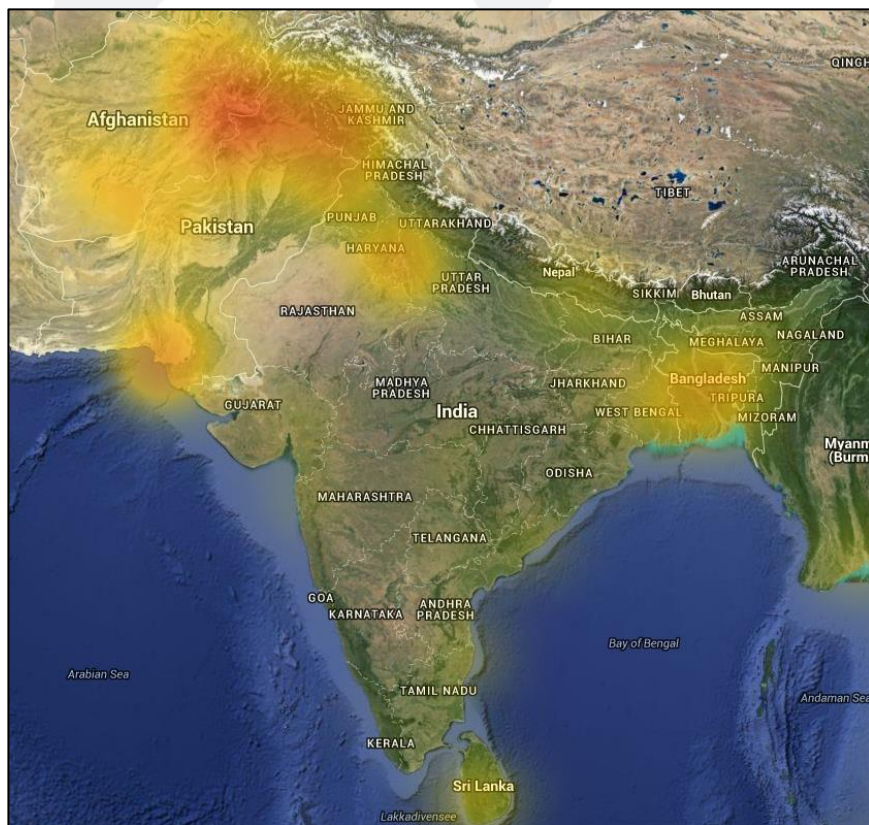 QINGH
Afghanistan
JAMMU AND
KASHMIR
HIMACHAL
PRADESH
TIBET
PUNJAB
UTTARAKHAND
Pakistan
HARYANA
ARUNACHAL
PRADESH
Nepal
UTTAR
PRADESH
SIKKIM
Bhutan
RAJASTHAN
ASSAM
NAGALAND
BIHAR
MEGHALAYA
MANIPUR
Bangladesh
MADHYA
PRADESH
JHARKHAND
TRIPURA
GUJARAT
India
WEST BENGAL
MIZORAM
CHHATTISGARH
Myanm
(Burm
ODISHA
MAHARASHTRA
TELANGANA
GOA
KARNATAKA
ANDHRA
PRADESH
Bay of Bengal
Arabian Sea
TAMIL NADU
Andaman Sea
KERALA
Sri Lanka
Lakkadivensee